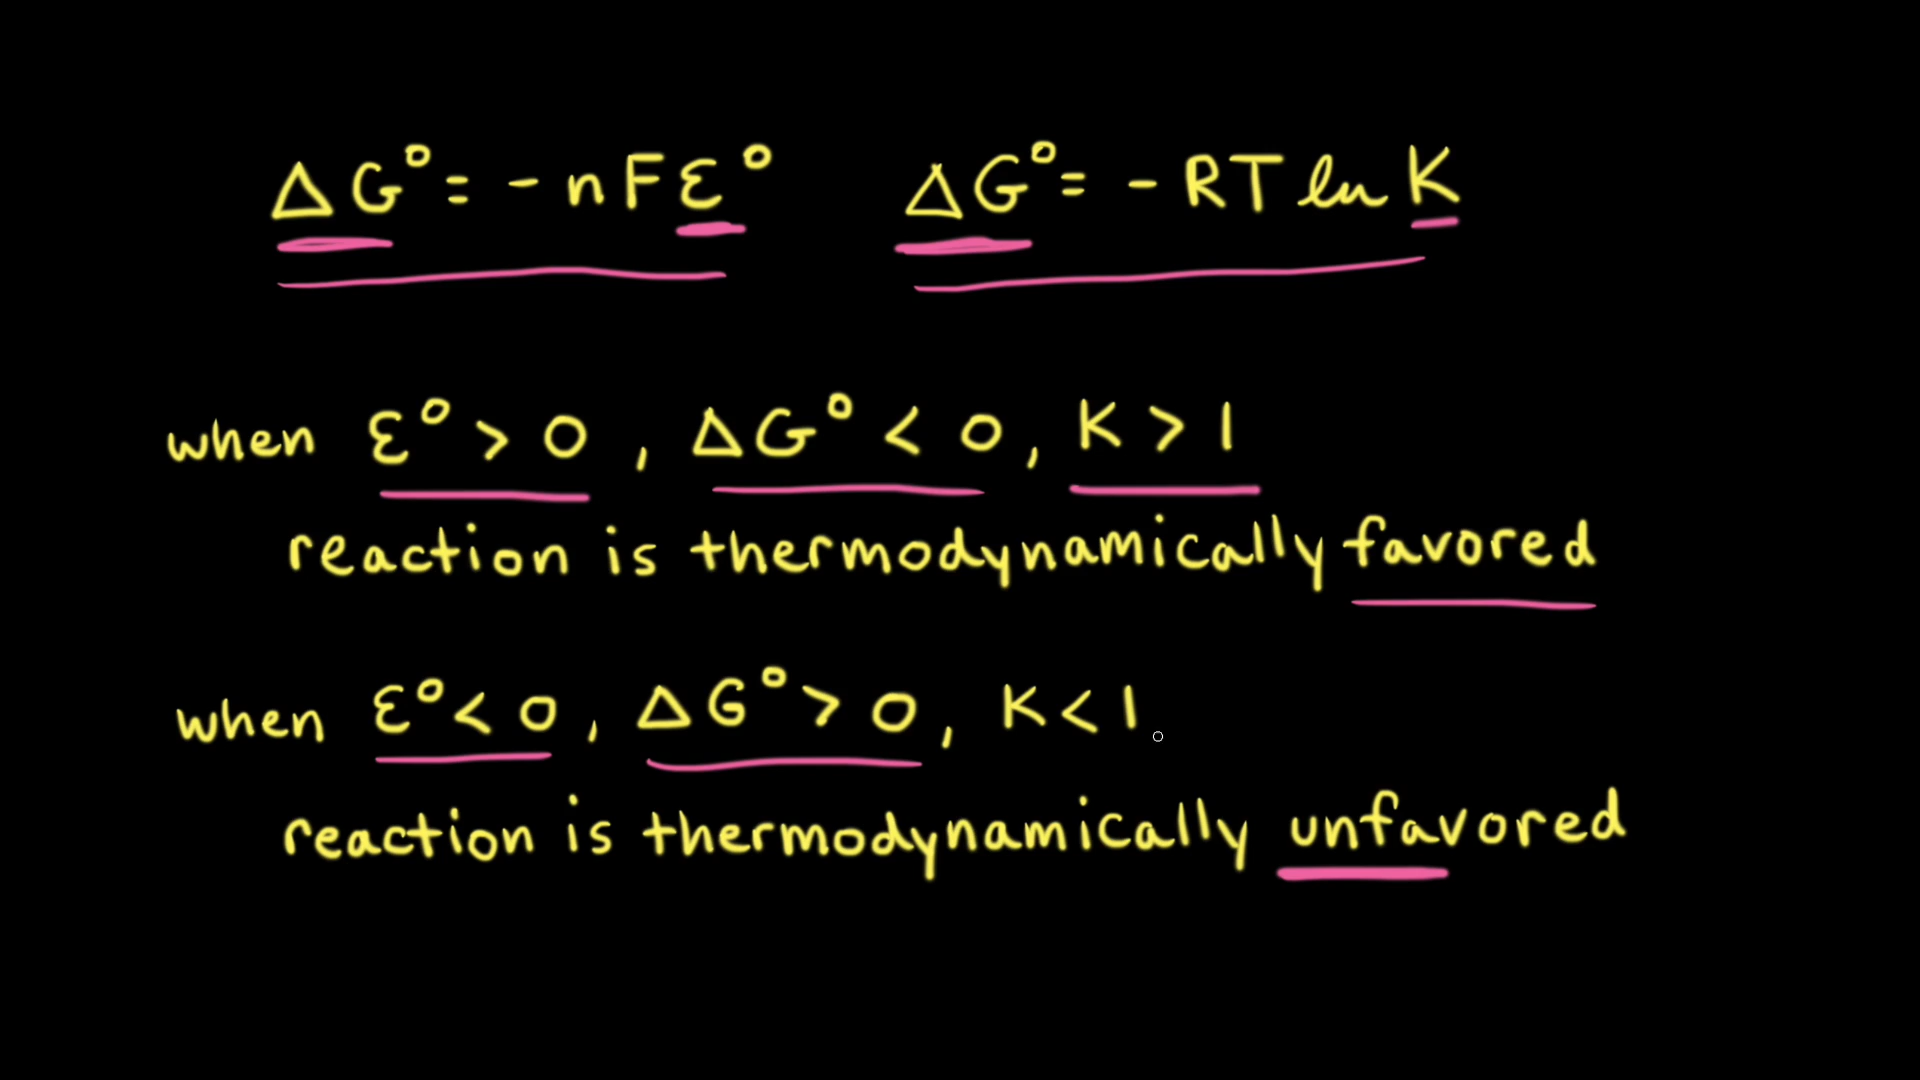 ΔG° = - nFε° ΔG° = - RT ln K
when ε° > 0, ΔG° < 0, K > 1
reaction is thermodynamically favored
when ε° < 0, ΔG° > 0, K < 1
reaction is thermodynamically unfavored